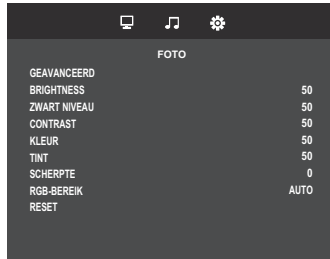 FOTO
GEAVANCEERD
BRIGHTNESS 50
ZWART NIVEAU 50
CONTRAST 50
KLEUR 50
TINT 50
SCHERPTE 0
RGB-BEREIK AUTO
RESET